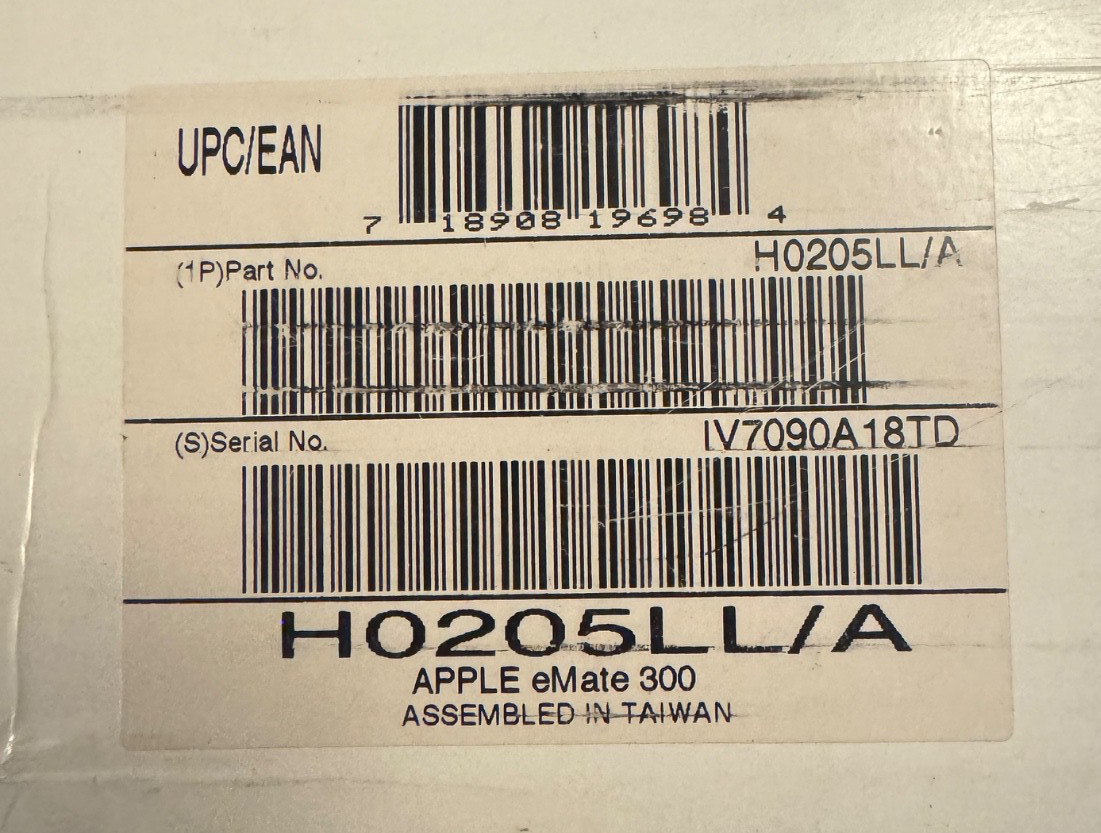 UPC/EAN
7 18908 19698 4
(1P)Part No. H0205LL/A
(S)Serial No. IV7090A18TD
H0205LL/A
APPLE eMate 300
ASSEMBLED IN TAIWAN